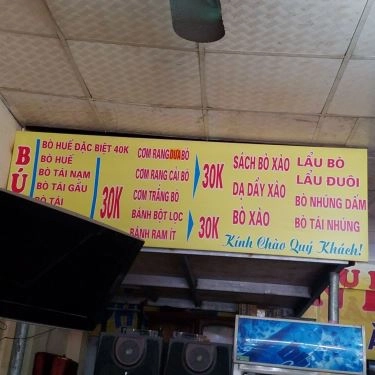 BÚ
BÒ HUẾ ĐẶC BIỆT 40K
BÒ HUẾ
BÒ TÁI NẠM
BÒ TÁI GẦU
BÒ TÁI
30K
CƠM RANG DƯA BÒ
CƠM RANG CẢI BÒ
CƠM TRẮNG BÒ
30K
BÁNH BỘT LỌC
BÁNH RAM ÍT
30K
SÁCH BÒ XÀO
DẠ DẦY XÀO
BÒ XÀO
LẨU BÒ
LẨU ĐUÔI
BÒ NHÚNG DẤM
BÒ TÁI NHÚNG
Kính Chào Quý Khách!